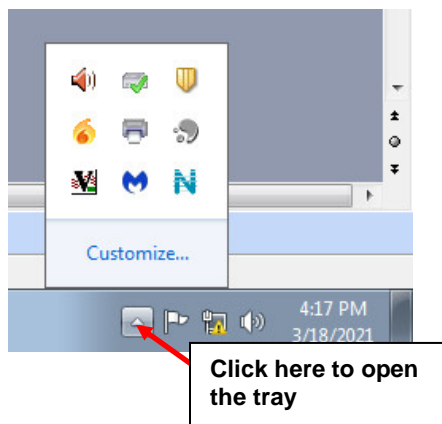 Customize...
4:17 PM
3/18/2021
Click here to open
the tray